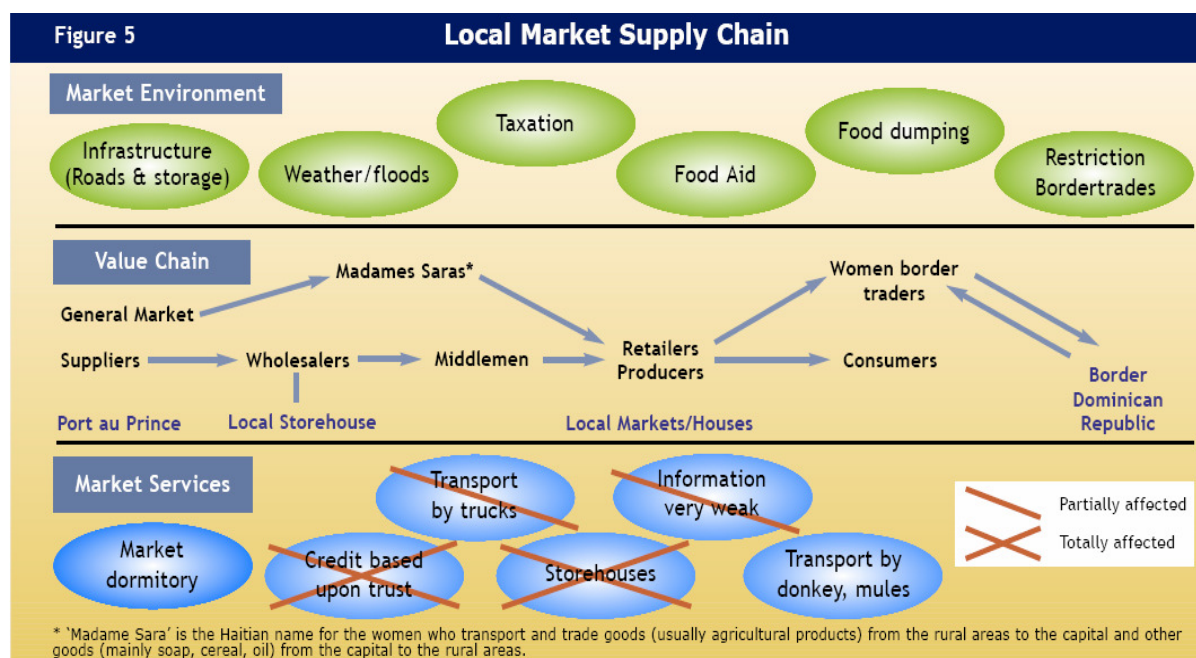 Figure 5
Local Market Supply Chain
Market Environment
Infrastructure
(Roads & storage)
Weather/floods
Taxation
Food Aid
Food dumping
Restriction
Bordertrades
Value Chain
Madames Saras*
Women border
traders
General Market
Suppliers
Wholesalers
Middlemen
Retailers
Producers
Consumers
Border
Dominican
Republic
Port au Prince
Local Storehouse
Local Markets/Houses
Market Services
Transport
by trucks
Information
very weak
Market
dormitory
Credit based
upon trust
Storehouses
Transport by
donkey, mules
Partially affected
Totally affected
* ‘Madame Sara’ is the Haitian name for the women who transport and trade goods (usually agricultural products) from the rural areas to the capital and other
goods (mainly soap, cereal, oil) from the capital to the rural areas.